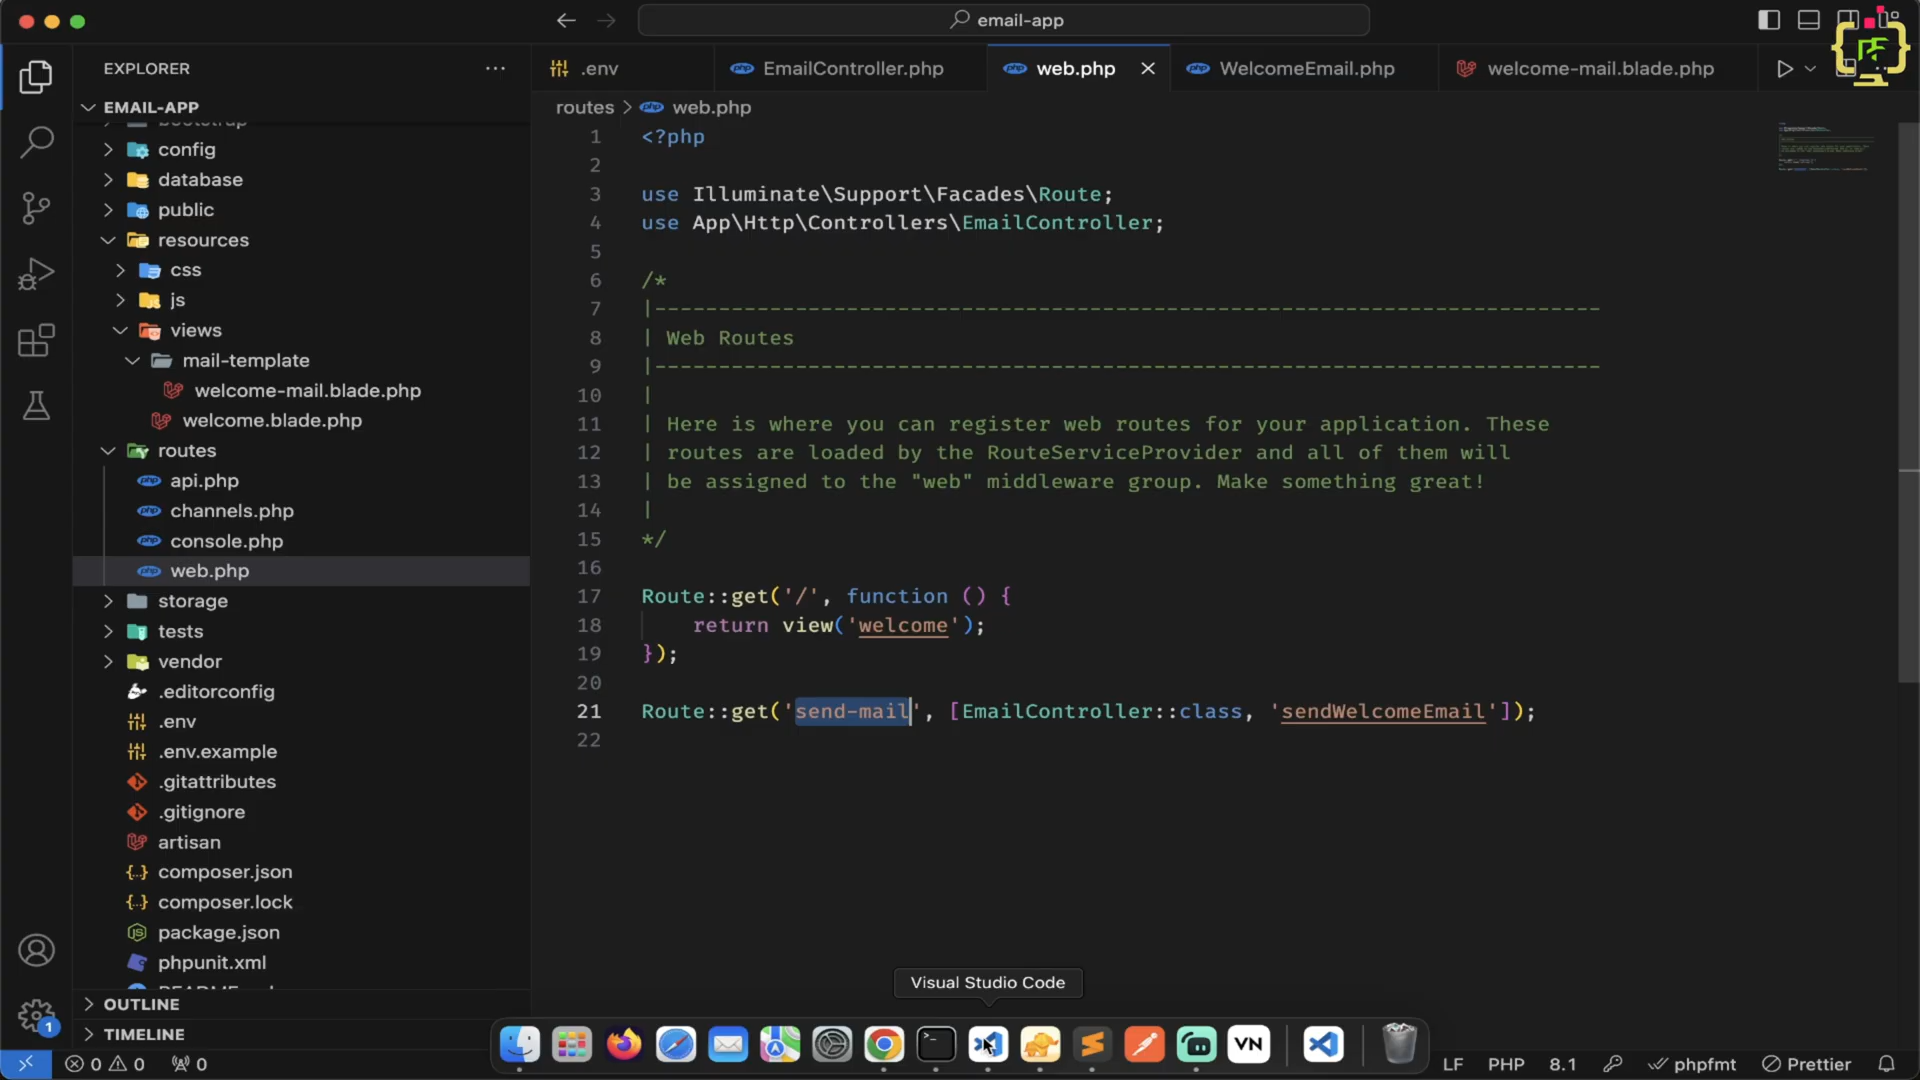 email-app
EXPLORER
EMAIL-APP
bootstrap
config
database
public
resources
css
js
views
mail-template
welcome-mail.blade.php
welcome.blade.php
routes
api.php
channels.php
console.php
web.php
storage
tests
vendor
.editorconfig
.env
.env.example
.gitattributes
.gitignore
artisan
composer.json
composer.lock
package.json
phpunit.xml
OUTLINE
TIMELINE
.env
EmailController.php
web.php
WelcomeEmail.php
welcome-mail.blade.php
routes > web.php
1 <?php
2
3 use Illuminate\Support\Facades\Route;
4 use App\Http\Controllers\EmailController;
5
6 /*
7 |--------------------------------------------------------------------------
8 | Web Routes
9 |--------------------------------------------------------------------------
10 |
11 | Here is where you can register web routes for your application. These
12 | routes are loaded by the RouteServiceProvider and all of them will
13 | be assigned to the "web" middleware group. Make something great!
14 |
15 */
16
17 Route::get('/', function () {
18 return view('welcome');
19 });
20
21 Route::get('send-mail', [EmailController::class, 'sendWelcomeEmail']);
22
Visual Studio Code
VN
1
0 0 0
LF PHP 8.1 phpfmt Prettier